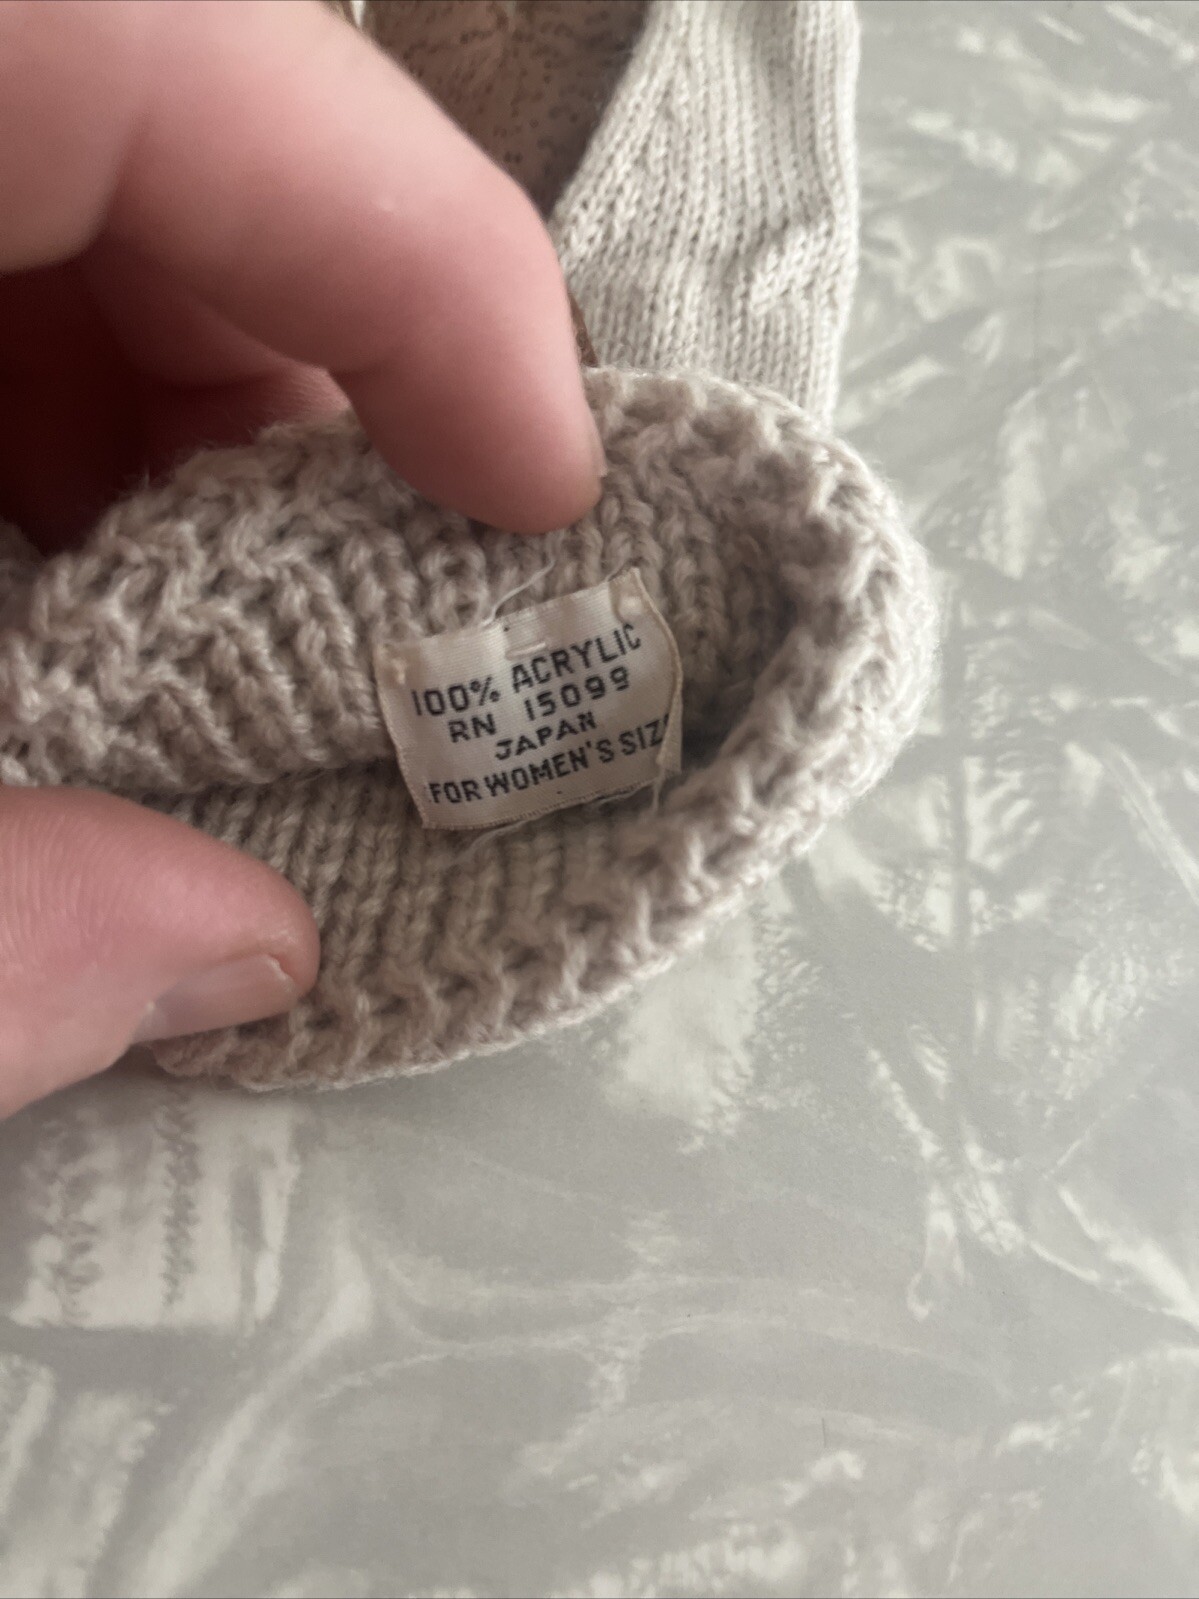 100% ACRYLIC
RN 15099
JAPAN
FOR WOMEN'S SIZ